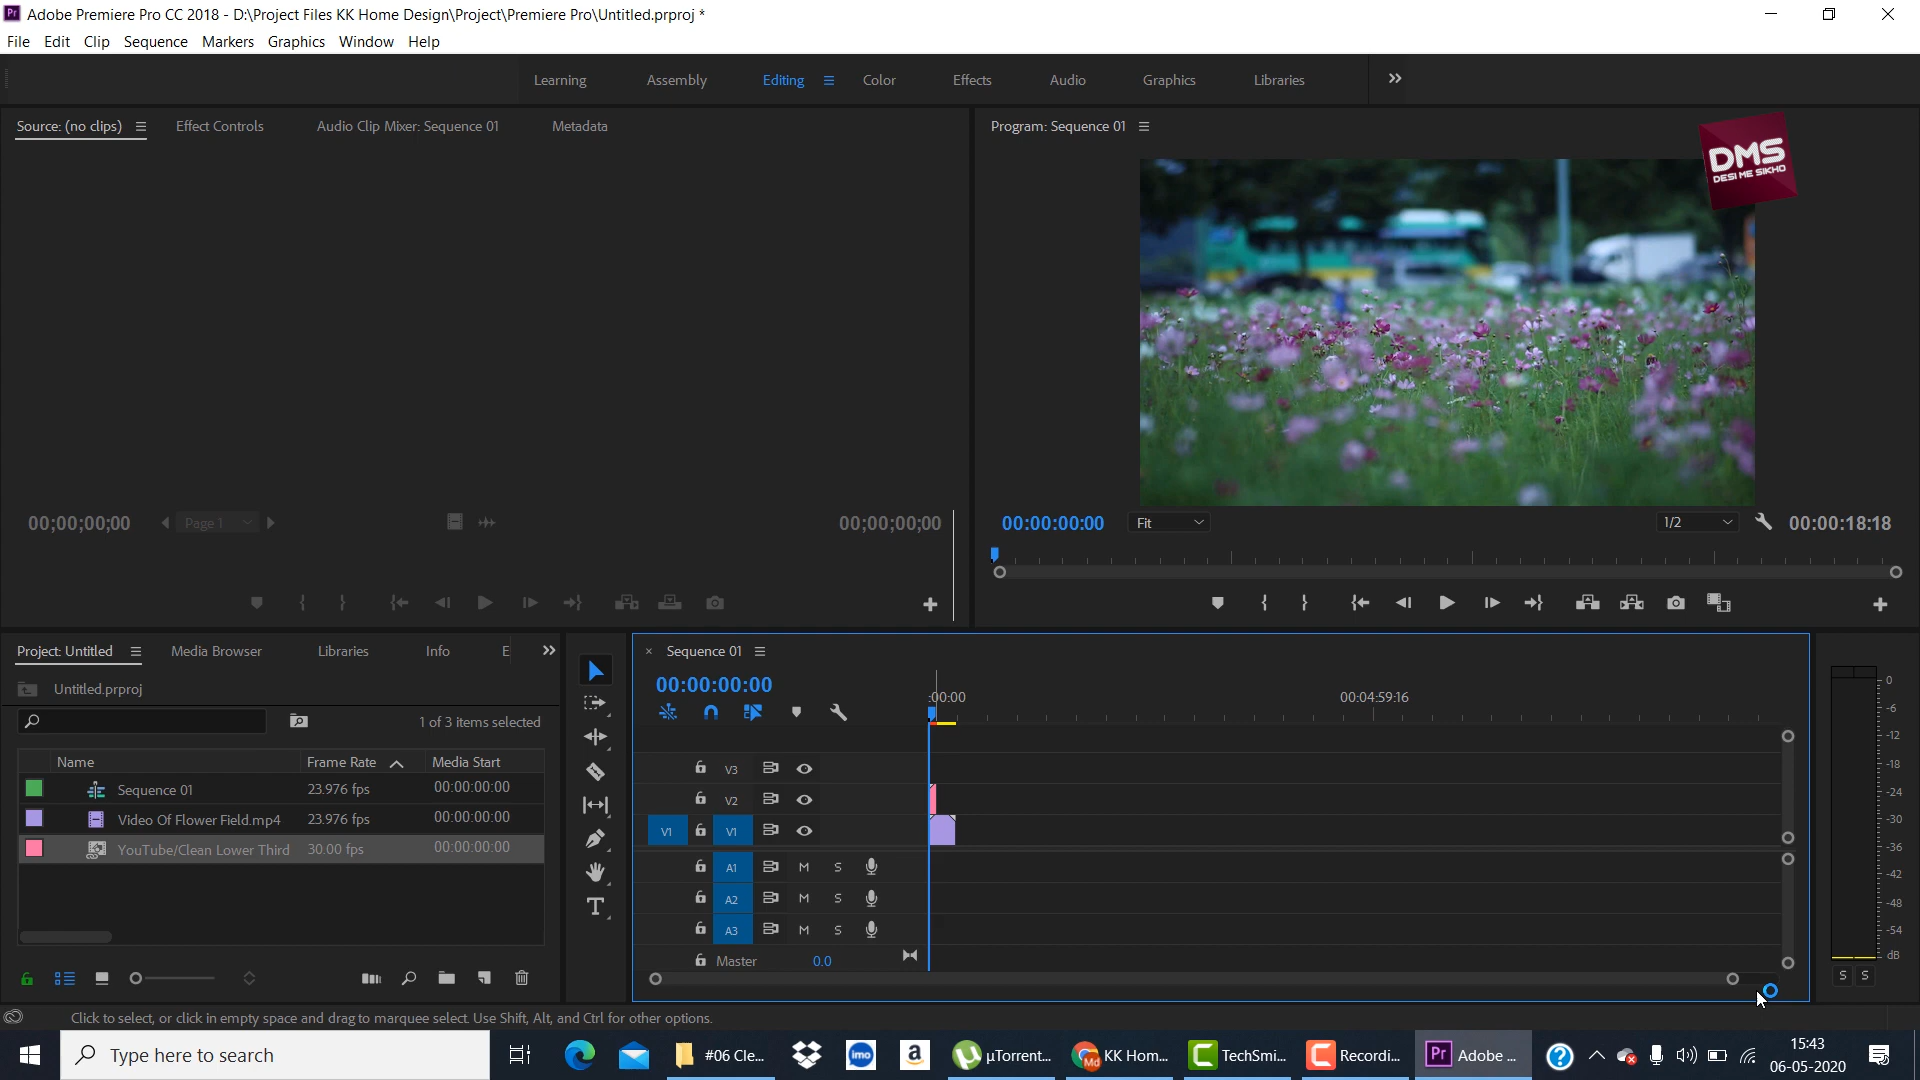 Adobe Premiere Pro CC 2018 - D:\Project Files KK Home Design\Project\Premiere Pro\Untitled.prproj *
File Edit Clip Sequence Markers Graphics Window Help
Learning Assembly Editing Color Effects Audio Graphics Libraries
Source: (no clips) Effect Controls Audio Clip Mixer: Sequence 01 Metadata
Program: Sequence 01
DMS
DESI ME SIKHO
00;00;00;00 Page 1 00;00;00;00
00:00:00:00 Fit 1/2 00:00:18:18
Project: Untitled Media Browser Libraries Info E
Untitled.prproj
1 of 3 items selected
Name Frame Rate Media Start
Sequence 01 23.976 fps 00:00:00:00
Video Of Flower Field.mp4 23.976 fps 00:00:00:00
YouTube/Clean Lower Third 30.00 fps 00:00:00:00
× Sequence 01
00:00:00:00
:00:00 00:04:59:16
V3
V2
V1 V1
A1 M S
A2 M S
A3 M S
Master 0.0
0
-6
-12
-18
-24
-30
-36
-42
-48
-54
dB
S S
Click to select, or click in empty space and drag to marquee select. Use Shift, Alt, and Ctrl for other options.
Type here to search
#06 Cle...
imo
a
µTorrent...
KK Hom...
TechSmi...
Recordi...
Pr Adobe ...
15:43
06-05-2020